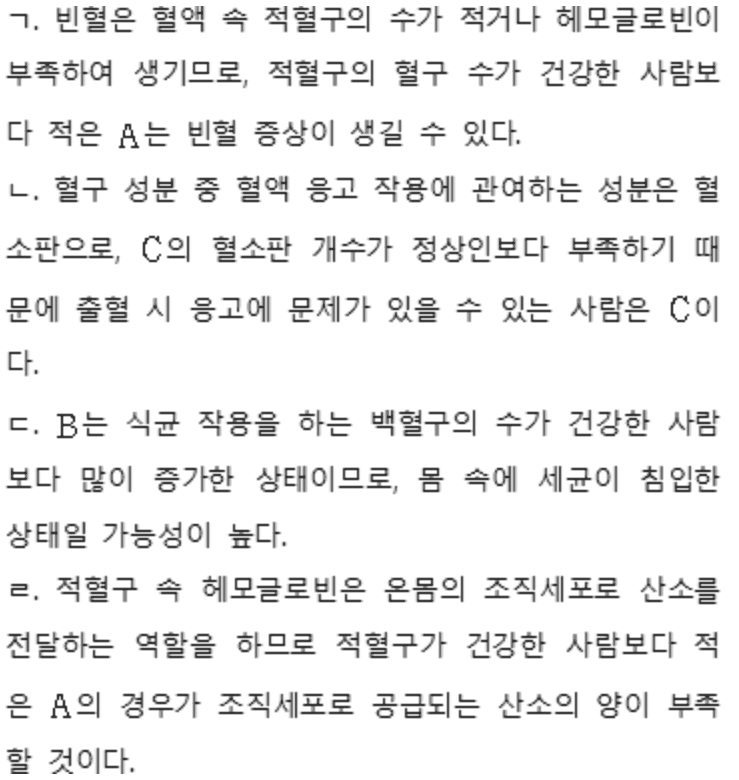 ㄱ. 빈혈은 혈액 속 적혈구의 수가 적거나 헤모글로빈이
부족하여 생기므로, 적혈구의 혈구 수가 건강한 사람보
다 적은 A는 빈혈 증상이 생길 수 있다.
ㄴ. 혈구 성분 중 혈액 응고 작용에 관여하는 성분은 혈
소판으로, C의 혈소판 개수가 정상인보다 부족하기 때
문에 출혈 시 응고에 문제가 있을 수 있는 사람은 C이
다.
ㄷ. B는 식균 작용을 하는 백혈구의 수가 건강한 사람
보다 많이 증가한 상태이므로, 몸 속에 세균이 침입한
상태일 가능성이 높다.
ㄹ. 적혈구 속 헤모글로빈은 온몸의 조직세포로 산소를
전달하는 역할을 하므로 적혈구가 건강한 사람보다 적
은 A의 경우가 조직세포로 공급되는 산소의 양이 부족
할 것이다.